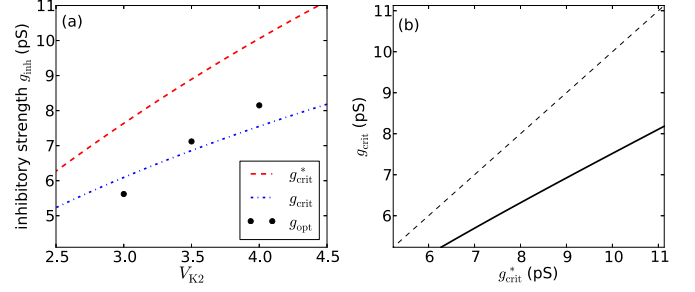 (a)
inhibitory strength g_inh (pS)
11
10
9
8
7
6
5
2.5 3.0 3.5 4.0 4.5
V_K2
g*_crit
g_crit
g_opt
(b)
g_crit (pS)
11
10
9
8
7
6
6 7 8 9 10 11
g*_crit (pS)